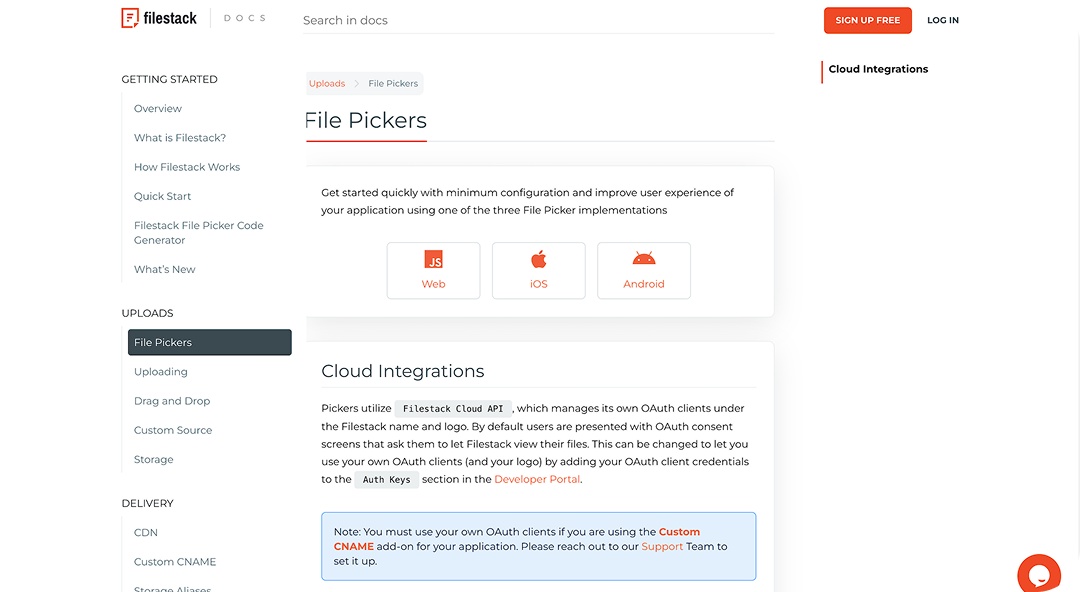 filestack DOCS
Search in docs
SIGN UP FREE
LOG IN
GETTING STARTED
Overview
What is Filestack?
How Filestack Works
Quick Start
Filestack File Picker Code
Generator
What's New
UPLOADS
File Pickers
Uploading
Drag and Drop
Custom Source
Storage
DELIVERY
CDN
Custom CNAME
Storage Aliases
Uploads > File Pickers
File Pickers
Get started quickly with minimum configuration and improve user experience of
your application using one of the three File Picker implementations
JS
Web
iOS
Android
Cloud Integrations
Pickers utilize Filestack Cloud API, which manages its own OAuth clients under
the Filestack name and logo. By default users are presented with OAuth consent
screens that ask them to let Filestack view their files. This can be changed to let you
use your own OAuth clients (and your logo) by adding your OAuth client credentials
to the Auth Keys section in the Developer Portal.
Note: You must use your own OAuth clients if you are using the Custom
CNAME add-on for your application. Please reach out to our Support Team to
set it up.
Cloud Integrations